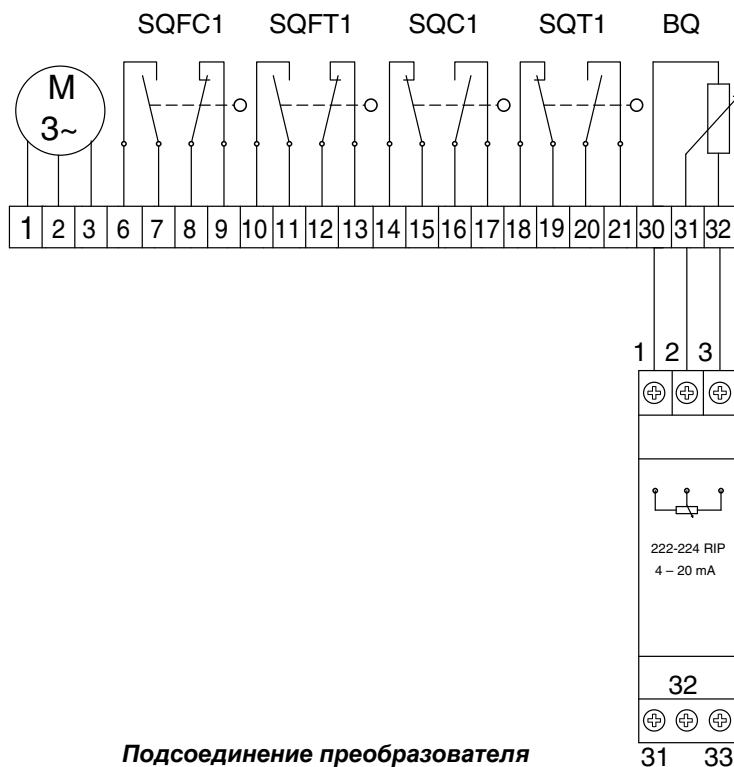 SQFC1 SQFT1 SQC1 SQT1 BQ
M
3~
1 2 3 6 7 8 9 10 11 12 13 14 15 16 17 18 19 20 21 30 31 32
1 2 3
222-224 RIP
4 – 20 mA
32
31 33
Подсоединение преобразователя